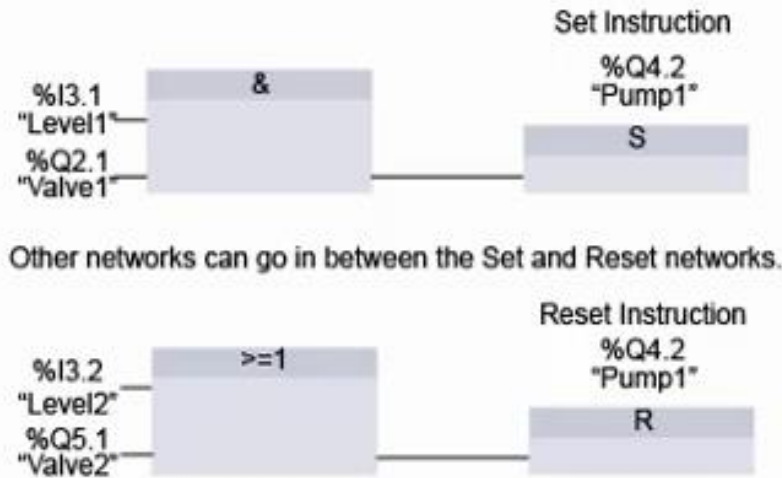 Set Instruction
%Q4.2
"Pump1"
&
%I3.1
"Level1"
S
%Q2.1
"Valve1"
Other networks can go in between the Set and Reset networks.
Reset Instruction
%Q4.2
"Pump1"
>=1
%I3.2
"Level2"
R
%Q5.1
"Valve2"